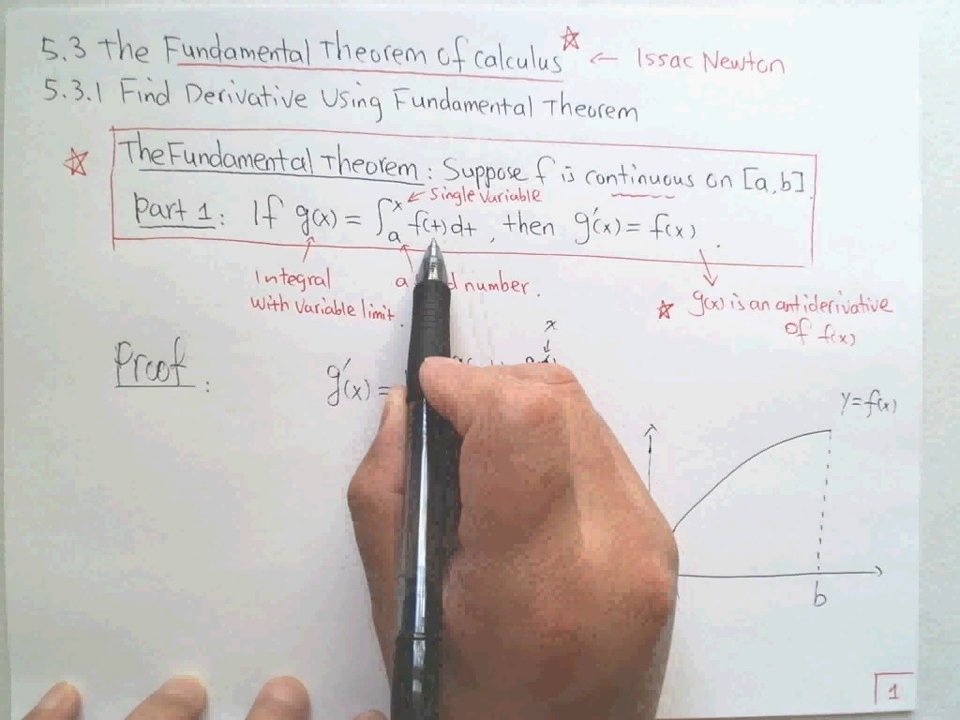 5.3 The Fundamental Theorem of calculus ☆ ← Issac Newton
5.3.1 Find Derivative Using Fundamental Theorem
☆ The Fundamental Theorem : Suppose f is continuous on [a,b]
← Single variable
Part 1 : If g(x) = ∫ₐˣ f(t)dt , then g'(x) = f(x) .
Integral
with variable limit .
a number .
☆ g(x) is an antiderivative
of f(x)
Proof :
x
↓
g'(x) =
y=f(x)
b
1